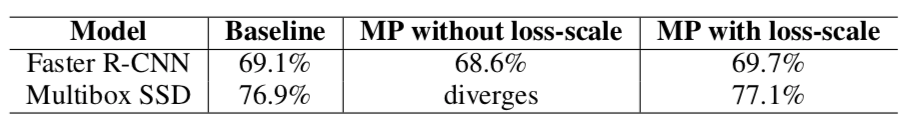 Model Baseline MP without loss-scale MP with loss-scale
Faster R-CNN 69.1% 68.6% 69.7%
Multibox SSD 76.9% diverges 77.1%